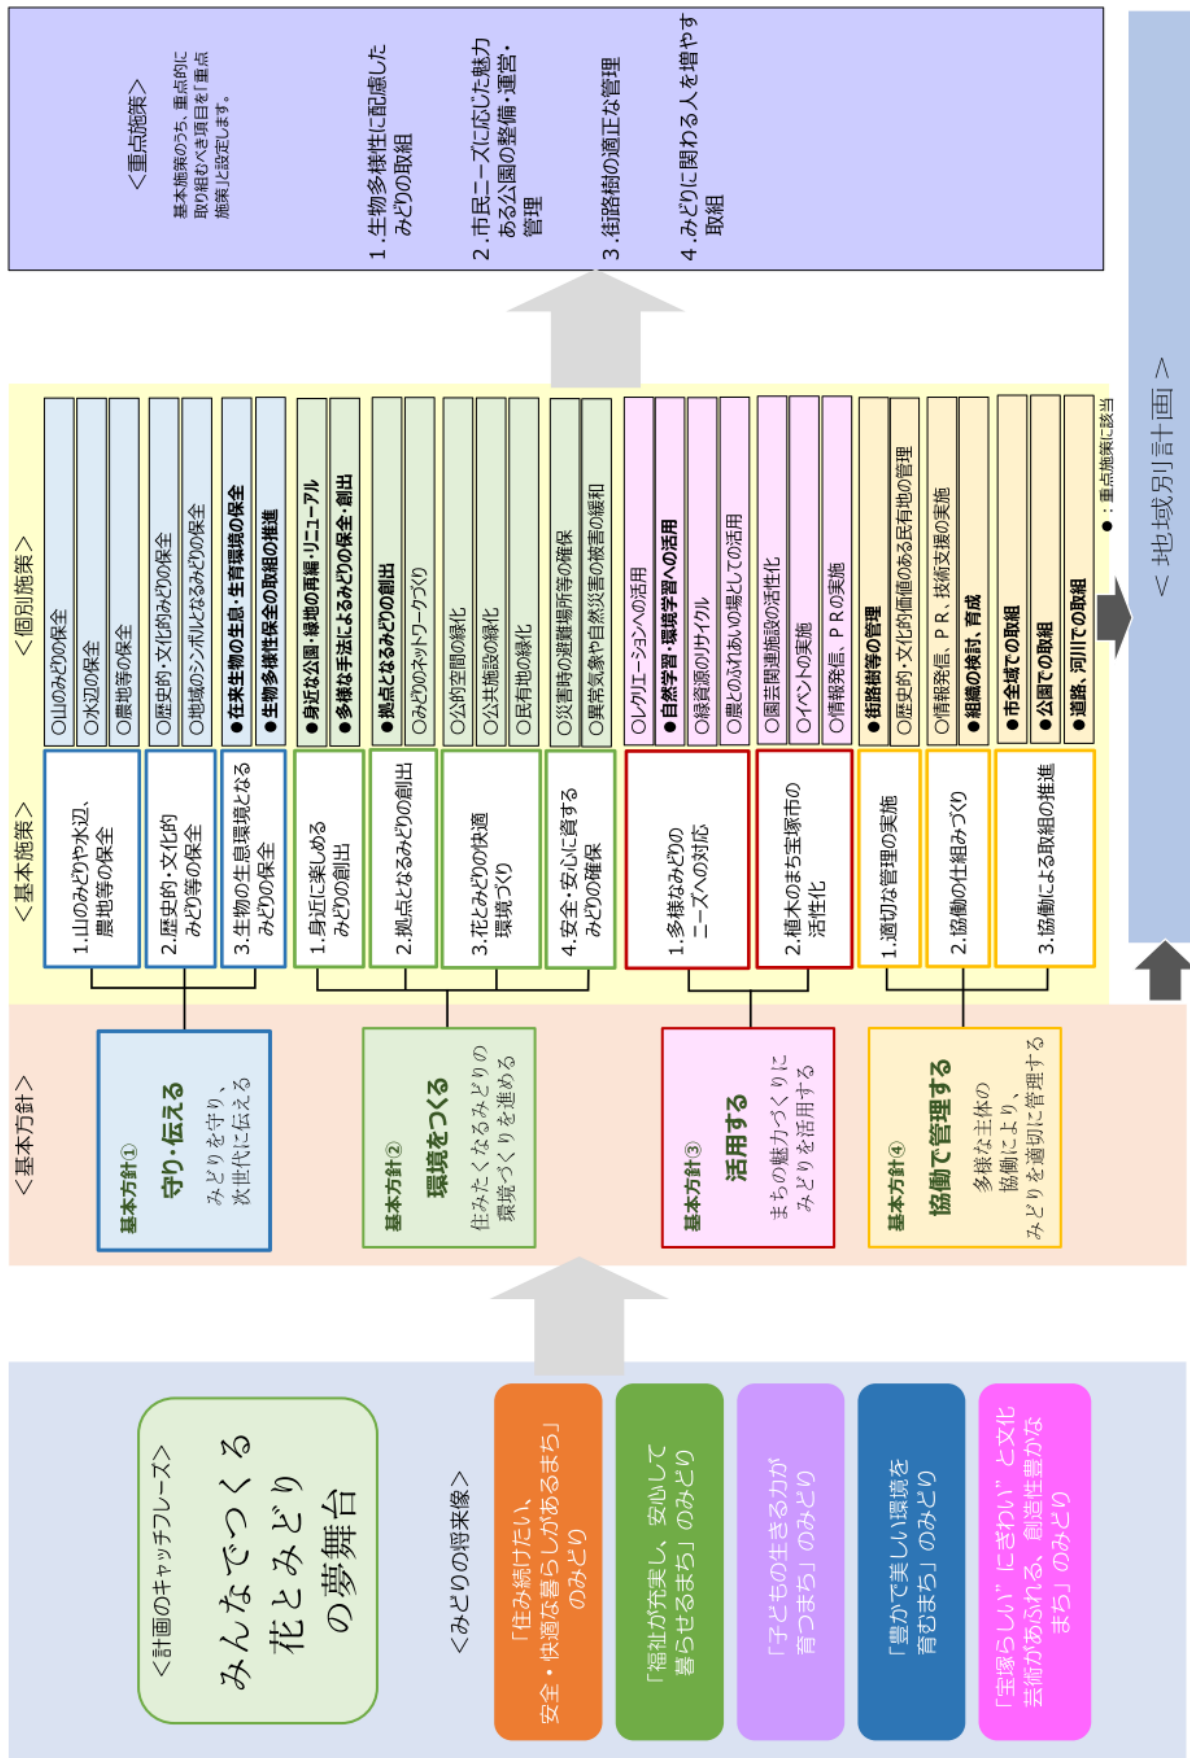 <計画のキャッチフレーズ>
みんなでつくる
花とみどり
の夢舞台
<みどりの将来像>
「住み続けたい、
安全・快適な暮らしがあるまち」
のみどり
「福祉が充実し、安心して
暮らせるまち」のみどり
「子どもの生きる力が
育つまち」のみどり
「豊かで美しい環境を
育むまち」のみどり
「宝塚らしい”にぎわい”と文化
芸術があふれる、創造性豊かな
まち」のみどり
<基本方針>
基本方針①
守り・伝える
みどりを守り、
次世代に伝える
基本方針②
環境をつくる
住みたくなるみどりの
環境づくりを進める
基本方針③
活用する
まちの魅力づくりに
みどりを活用する
基本方針④
協働で管理する
多様な主体の
協働により、
みどりを適切に管理する
<基本施策>
1.山のみどりや水辺、
農地等の保全
2.歴史的・文化的
みどり等の保全
3.生物の生息環境となる
みどりの保全
1.身近に楽しめる
みどりの創出
2.拠点となるみどりの創出
3.花とみどりの快適
環境づくり
4.安全・安心に資する
みどりの確保
1.多様なみどりの
ニーズへの対応
2.植木のまち宝塚市の
活性化
1.適切な管理の実施
2.協働の仕組みづくり
3.協働による取組の推進
<個別施策>
○山のみどりの保全
○水辺の保全
○農地等の保全
○歴史的・文化的みどりの保全
○地域のシンボルとなるみどりの保全
●在来生物の生息・生育環境の保全
●生物多様性保全の取組の推進
●身近な公園・緑地の再編・リニューアル
●多様な手法によるみどりの保全・創出
●拠点となるみどりの創出
○みどりのネットワークづくり
○公的空間の緑化
○公共施設の緑化
○民有地の緑化
○災害時の避難場所等の確保
○異常気象や自然災害の被害の緩和
○レクリエーションへの活用
●自然学習・環境学習への活用
○緑資源のリサイクル
○農とのふれあいの場としての活用
○園芸関連施設の活性化
○イベントの実施
○情報発信、PRの実施
●街路樹等の管理
○歴史的・文化的価値のある民有地の管理
○情報発信、PR、技術支援の実施
●組織の検討、育成
●市全域での取組
●公園での取組
●道路、河川での取組
●:重点施策に該当
<重点施策>
基本施策のうち、重点的に
取り組むべき項目を「重点
施策」と設定します。
1.生物多様性に配慮した
みどりの取組
2.市民ニーズに応じた魅力
ある公園の整備・運営・
管理
3.街路樹の適正な管理
4.みどりに関わる人を増やす
取組
<地域別計画>